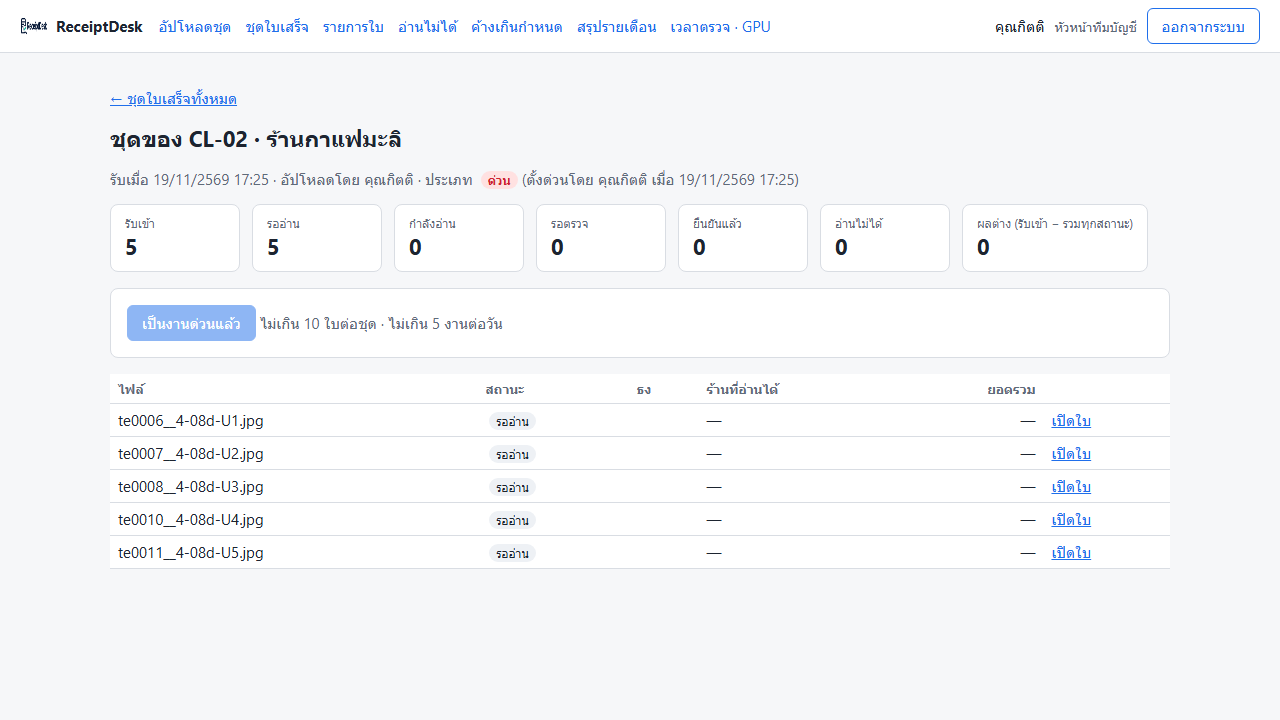 ReceiptDesk อัปโหลดชุด ชุดใบเสร็จ รายการใบ อ่านไม่ได้ ค้างเกินกำหนด สรุปรายเดือน เวลาตรวจ · GPU คุณกิตติ หัวหน้าทีมบัญชี ออกจากระบบ
← ชุดใบเสร็จทั้งหมด
ชุดของ CL-02 · ร้านกาแฟมะลิ
รับเมื่อ 19/11/2569 17:25 · อัปโหลดโดย คุณกิตติ · ประเภท ด่วน (ตั้งด่วนโดย คุณกิตติ เมื่อ 19/11/2569 17:25)
รับเข้า รออ่าน กำลังอ่าน รอตรวจ ยืนยันแล้ว อ่านไม่ได้ ผลต่าง (รับเข้า − รวมทุกสถานะ)
5 5 0 0 0 0 0
เป็นงานด่วนแล้ว ไม่เกิน 10 ใบต่อชุด · ไม่เกิน 5 งานต่อวัน
ไฟล์ สถานะ ธง ร้านที่อ่านได้ ยอดรวม
te0006__4-08d-U1.jpg รออ่าน — — เปิดใบ
te0007__4-08d-U2.jpg รออ่าน — — เปิดใบ
te0008__4-08d-U3.jpg รออ่าน — — เปิดใบ
te0010__4-08d-U4.jpg รออ่าน — — เปิดใบ
te0011__4-08d-U5.jpg รออ่าน — — เปิดใบ